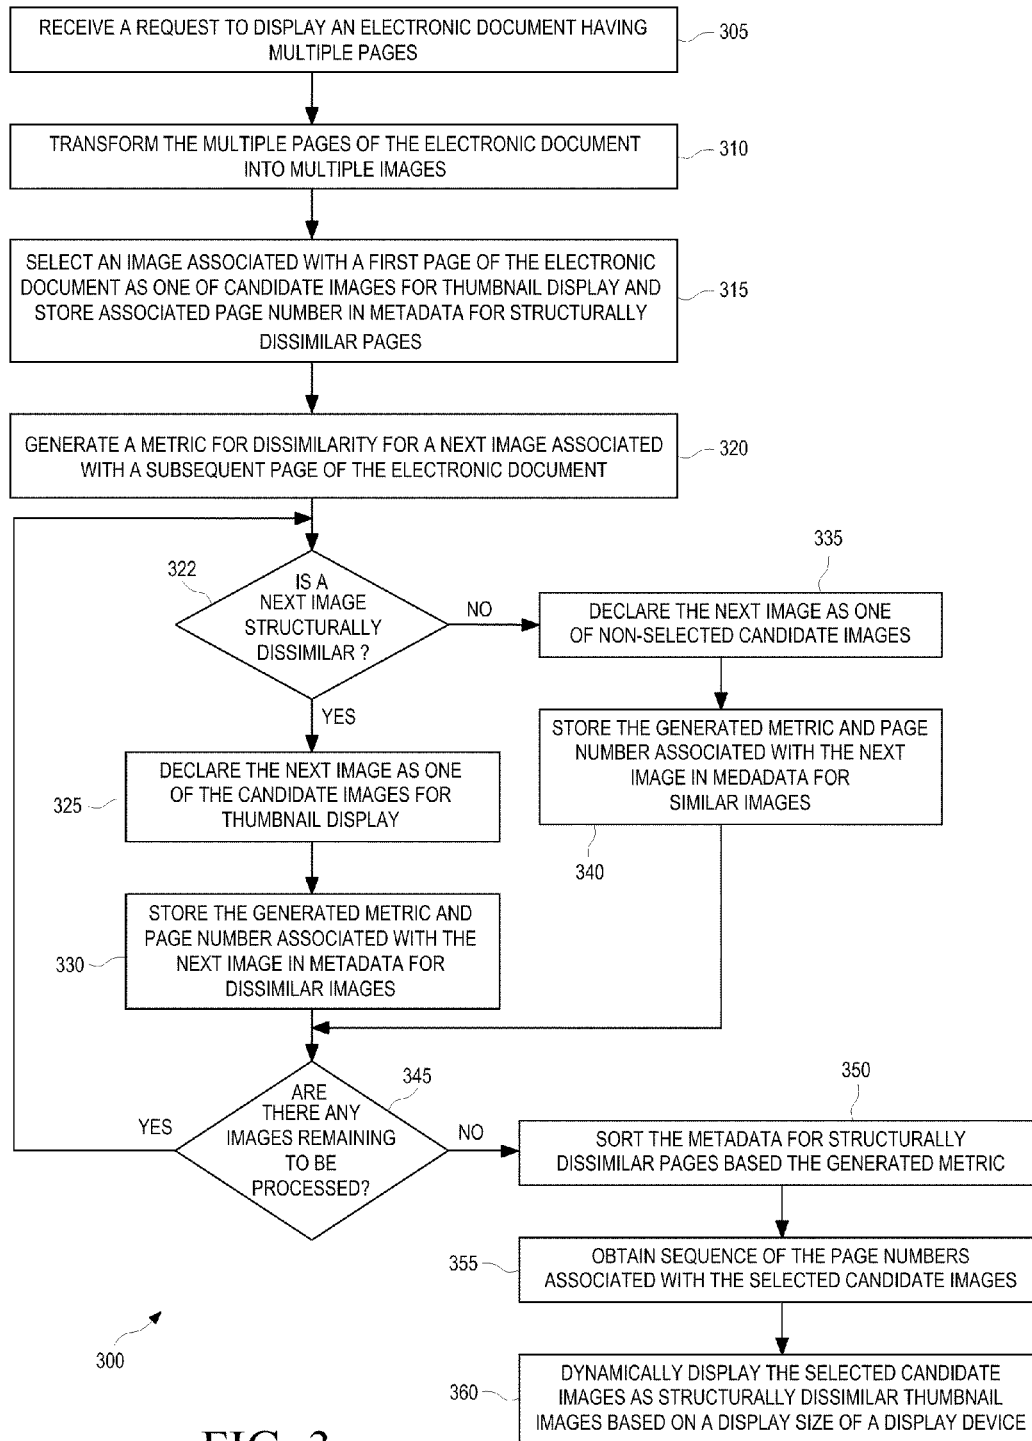 RECEIVE A REQUEST TO DISPLAY AN ELECTRONIC DOCUMENT HAVING
MULTIPLE PAGES
305
TRANSFORM THE MULTIPLE PAGES OF THE ELECTRONIC DOCUMENT
INTO MULTIPLE IMAGES
310
SELECT AN IMAGE ASSOCIATED WITH A FIRST PAGE OF THE ELECTRONIC
DOCUMENT AS ONE OF CANDIDATE IMAGES FOR THUMBNAIL DISPLAY AND
STORE ASSOCIATED PAGE NUMBER IN METADATA FOR STRUCTURALLY
DISSIMILAR PAGES
315
GENERATE A METRIC FOR DISSIMILARITY FOR A NEXT IMAGE ASSOCIATED
WITH A SUBSEQUENT PAGE OF THE ELECTRONIC DOCUMENT
320
322
IS A
NEXT IMAGE
STRUCTURALLY
DISSIMILAR ?
NO
YES
335
DECLARE THE NEXT IMAGE AS ONE
OF NON-SELECTED CANDIDATE IMAGES
STORE THE GENERATED METRIC AND PAGE
NUMBER ASSOCIATED WITH THE NEXT
IMAGE IN MEDADATA FOR
SIMILAR IMAGES
340
325
DECLARE THE NEXT IMAGE AS ONE
OF THE CANDIDATE IMAGES FOR
THUMBNAIL DISPLAY
330
STORE THE GENERATED METRIC AND
PAGE NUMBER ASSOCIATED WITH THE
NEXT IMAGE IN METADATA FOR
DISSIMILAR IMAGES
345
ARE
THERE ANY
IMAGES REMAINING
TO BE
PROCESSED?
YES
NO
350
SORT THE METADATA FOR STRUCTURALLY
DISSIMILAR PAGES BASED THE GENERATED METRIC
355
OBTAIN SEQUENCE OF THE PAGE NUMBERS
ASSOCIATED WITH THE SELECTED CANDIDATE IMAGES
360
DYNAMICALLY DISPLAY THE SELECTED CANDIDATE
IMAGES AS STRUCTURALLY DISSIMILAR THUMBNAIL
IMAGES BASED ON A DISPLAY SIZE OF A DISPLAY DEVICE
300
FIG. 3